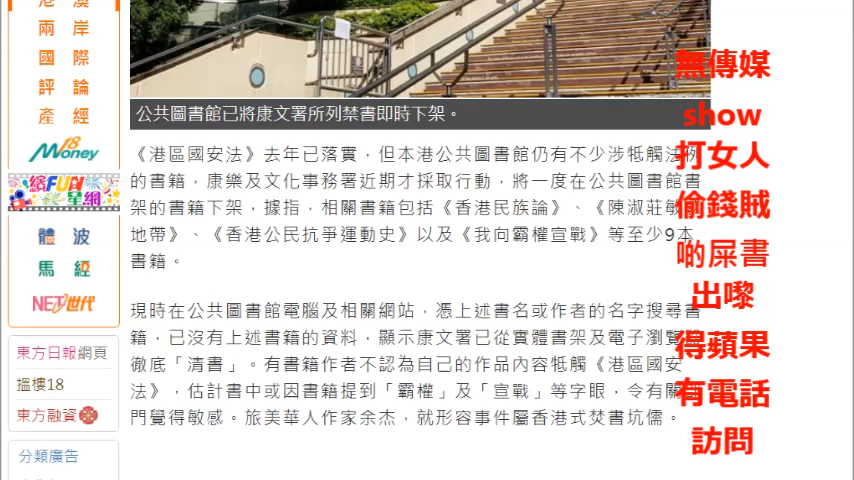 港 澳
兩 岸
國 際
評 論
產 經
18 Money
繽FUN星網
體 波
馬 經
NET世代
東方日報網頁
搵樓18
東方融資
分類廣告
公共圖書館已將康文署所列禁書即時下架。
《港區國安法》去年已落實，但本港公共圖書館仍有不少涉牴觸法例
的書籍，康樂及文化事務署近期才採取行動，將一度在公共圖書館書
架的書籍下架，據指，相關書籍包括《香港民族論》、《陳淑莊敏
地帶》、《香港公民抗爭運動史》以及《我向霸權宣戰》等至少9本
書籍。
現時在公共圖書館電腦及相關網站，憑上述書名或作者的名字搜尋書
籍，已沒有上述書籍的資料，顯示康文署已從實體書架及電子瀏覽
徹底「清書」。有書籍作者不認為自己的作品內容牴觸《港區國安
法》，估計書中或因書籍提到「霸權」及「宣戰」等字眼，令有關
門覺得敏感。旅美華人作家余杰，就形容事件屬香港式焚書坑儒。
無傳媒
show
打女人
偷錢賊
啲屎書
出嚟
得蘋果
有電話
訪問